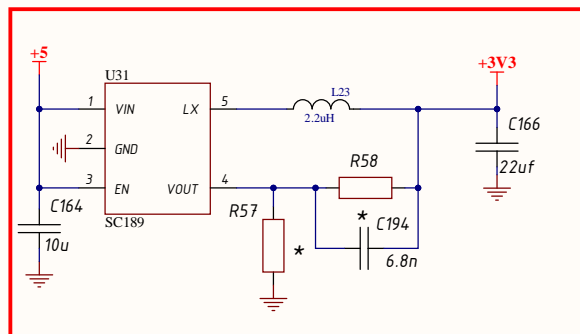 +5
+3V3
U31
L23
1 VIN LX 5
2.2uH
C166
2 GND
22uf
R58
3 EN VOUT 4
C164
R57
* C194
SC189
10u
*
6.8n